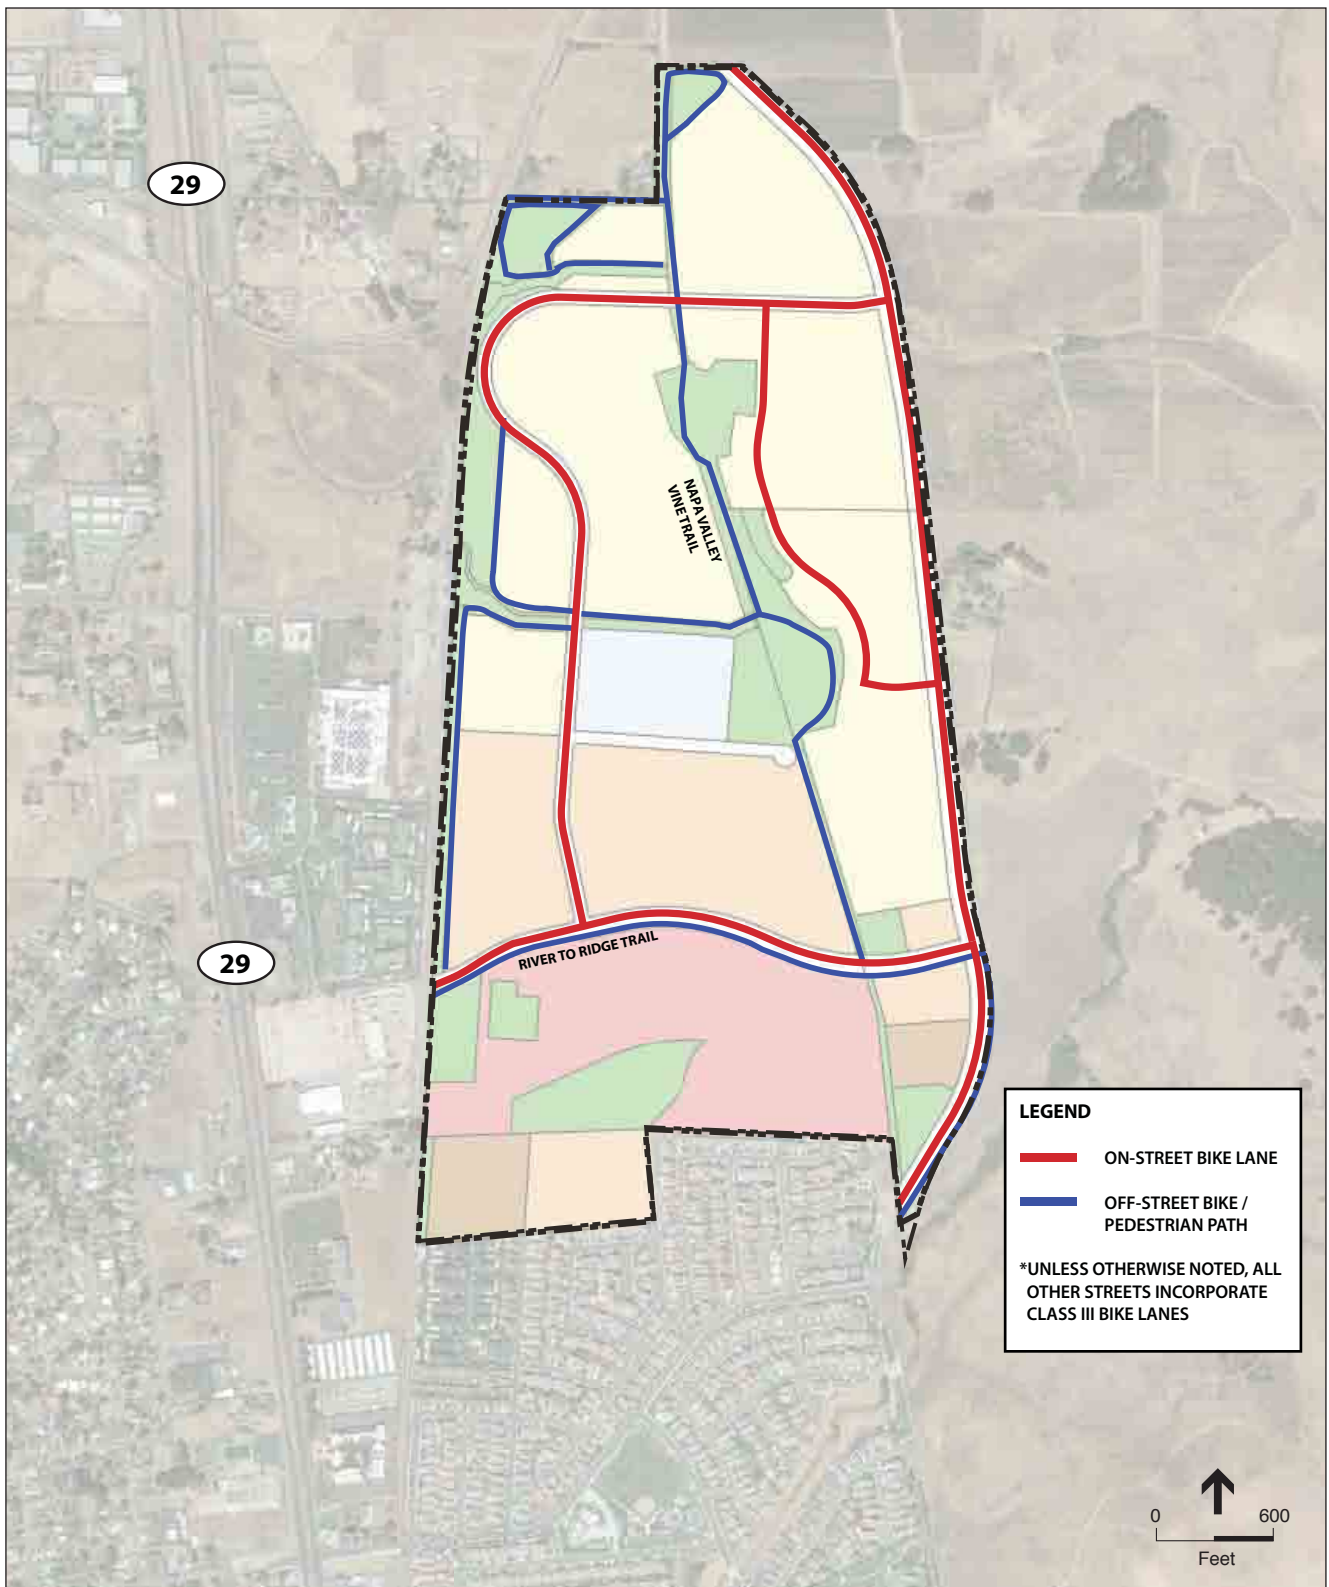 29
NAPA VALLEY
VINE TRAIL
29
RIVER TO RIDGE TRAIL
LEGEND
ON-STREET BIKE LANE
OFF-STREET BIKE /
PEDESTRIAN PATH
*UNLESS OTHERWISE NOTED, ALL
OTHER STREETS INCORPORATE
CLASS III BIKE LANES
0 600
Feet